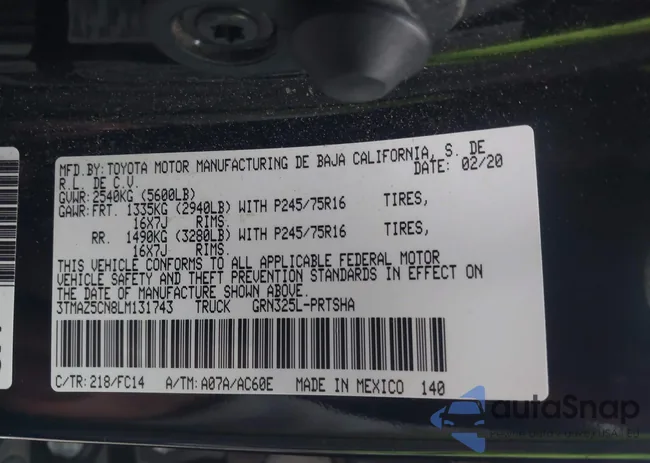 MFD.BY:TOYOTA MOTOR MANUFACTURING DE BAJA CALIFORNIA, S. DE
R.L. DE C.V. DATE: 02/20
GVWR:2540KG (5600LB)
GAWR:FRT. 1335KG (2940LB) WITH P245/75R16 TIRES,
16X7J RIMS.
RR. 1490KG (3280LB) WITH P245/75R16 TIRES,
16X7J RIMS.
THIS VEHICLE CONFORMS TO ALL APPLICABLE FEDERAL MOTOR
VEHICLE SAFETY AND THEFT PREVENTION STANDARDS IN EFFECT ON
THE DATE OF MANUFACTURE SHOWN ABOVE.
3TMAZ5CN8LM131743 TRUCK GRN325L-PRTSHA
C/TR:218/FC14 A/TM: A07A/AC60E MADE IN MEXICO 140
autoSnap